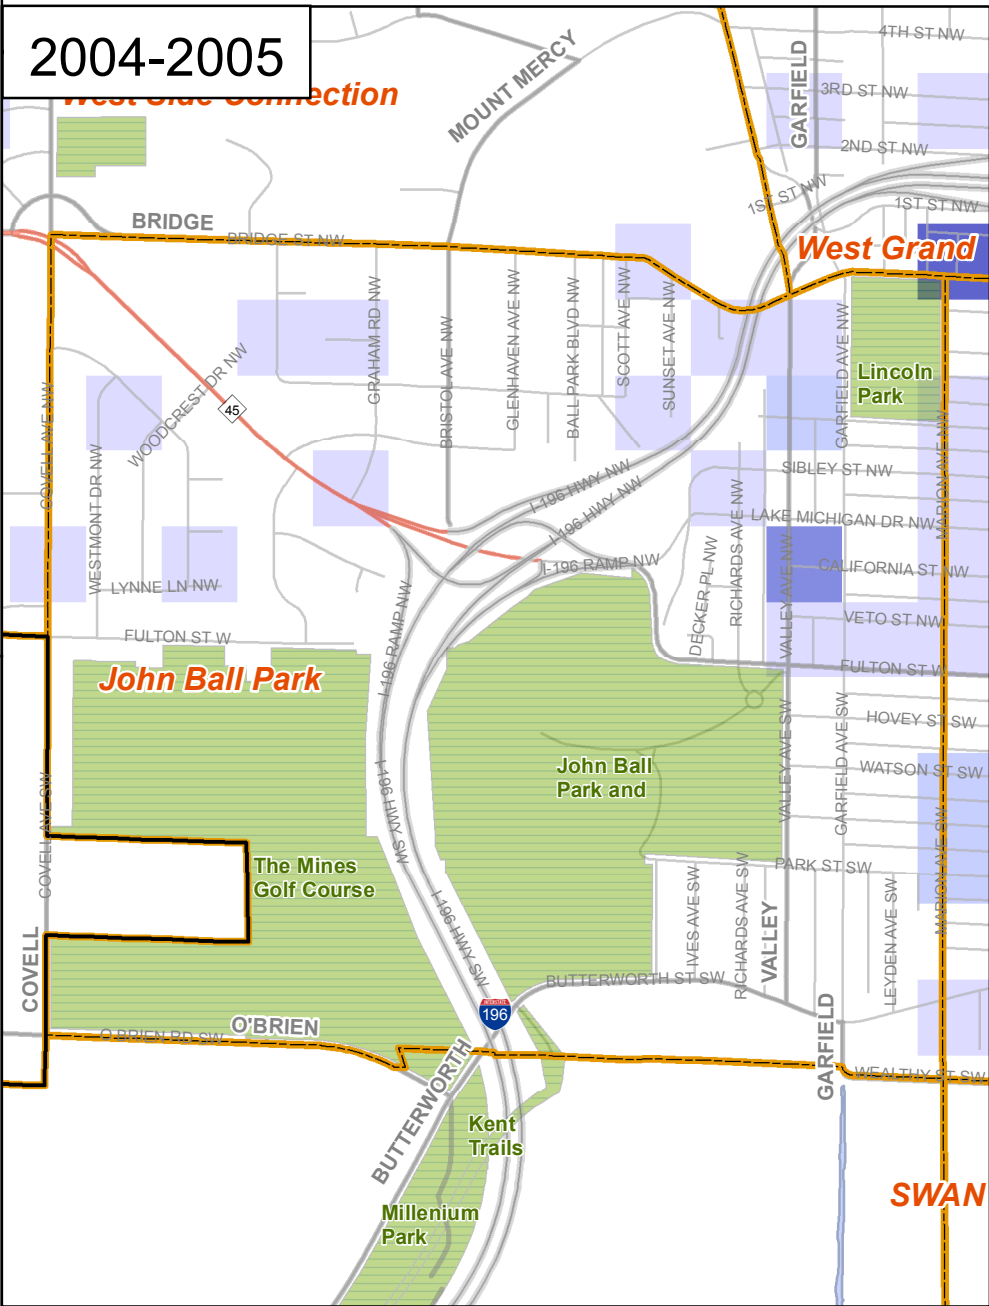 2004-2005
West Side Connection
MOUNT MERCY
GARFIELD
4TH ST NW
3RD ST NW
2ND ST NW
1ST ST NW
1ST ST NW
BRIDGE
BRIDGE ST NW
West Grand
GRAHAM RD NW
BRISTOL AVE NW
GLENHAVEN AVE NW
BALL PARK BLVD NW
SCOTT AVE NW
SUNSET AVE NW
GARFIELD AVE NW
Lincoln
Park
WOODCREST DR NW
45
COVELL AVE NW
WESTMONT DR NW
MARION AVE NW
I-196 HWY NW
I-196 HWY NW
SIBLEY ST NW
LAKE MICHIGAN DR NW
RICHARDS AVE NW
DECKER PL NW
VALLEY AVE NW
CALIFORNIA ST NW
I-196 RAMP NW
I-196 RAMP NW
LYNNE LN NW
VETO ST NW
FULTON ST W
FULTON ST W
John Ball Park
HOVEY ST SW
VALLEY AVE SW
GARFIELD AVE SW
WATSON ST SW
John Ball
Park and
I-196 HWY SW
COVELL AVE SW
The Mines
Golf Course
PARK ST SW
MARION AVE SW
I-196 HWY SW
IVES AVE SW
RICHARDS AVE SW
VALLEY
LEYDEN AVE SW
COVELL
BUTTERWORTH ST SW
INTERSTATE
196
O'BRIEN
O BRIEN RD SW
GARFIELD
WEALTHY ST SW
BUTTERWORTH
Kent
Trails
SWAN
Millenium
Park